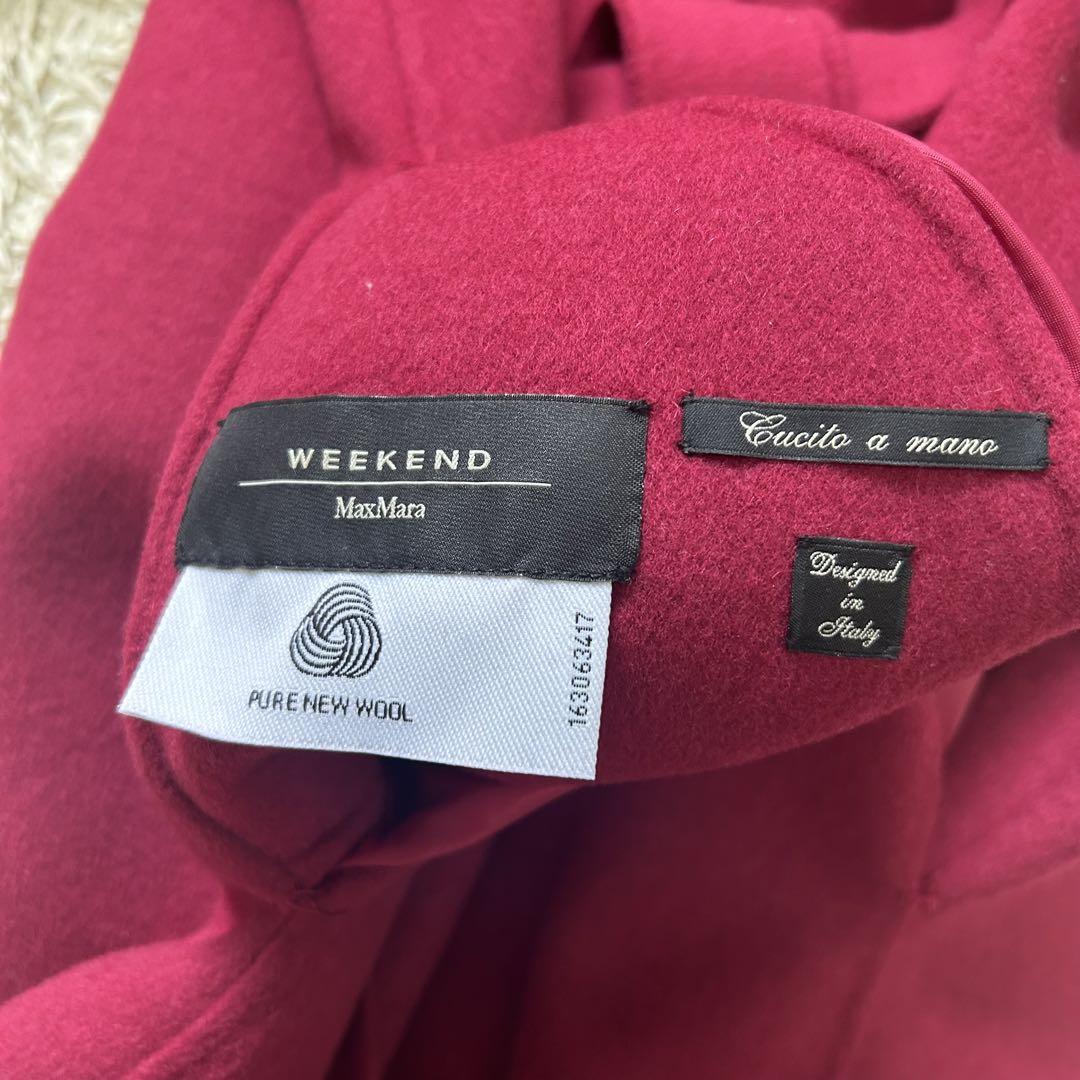 WEEKEND
MaxMara
PURE NEW WOOL
163063417
Cucito a mano
Designed
in
Italy